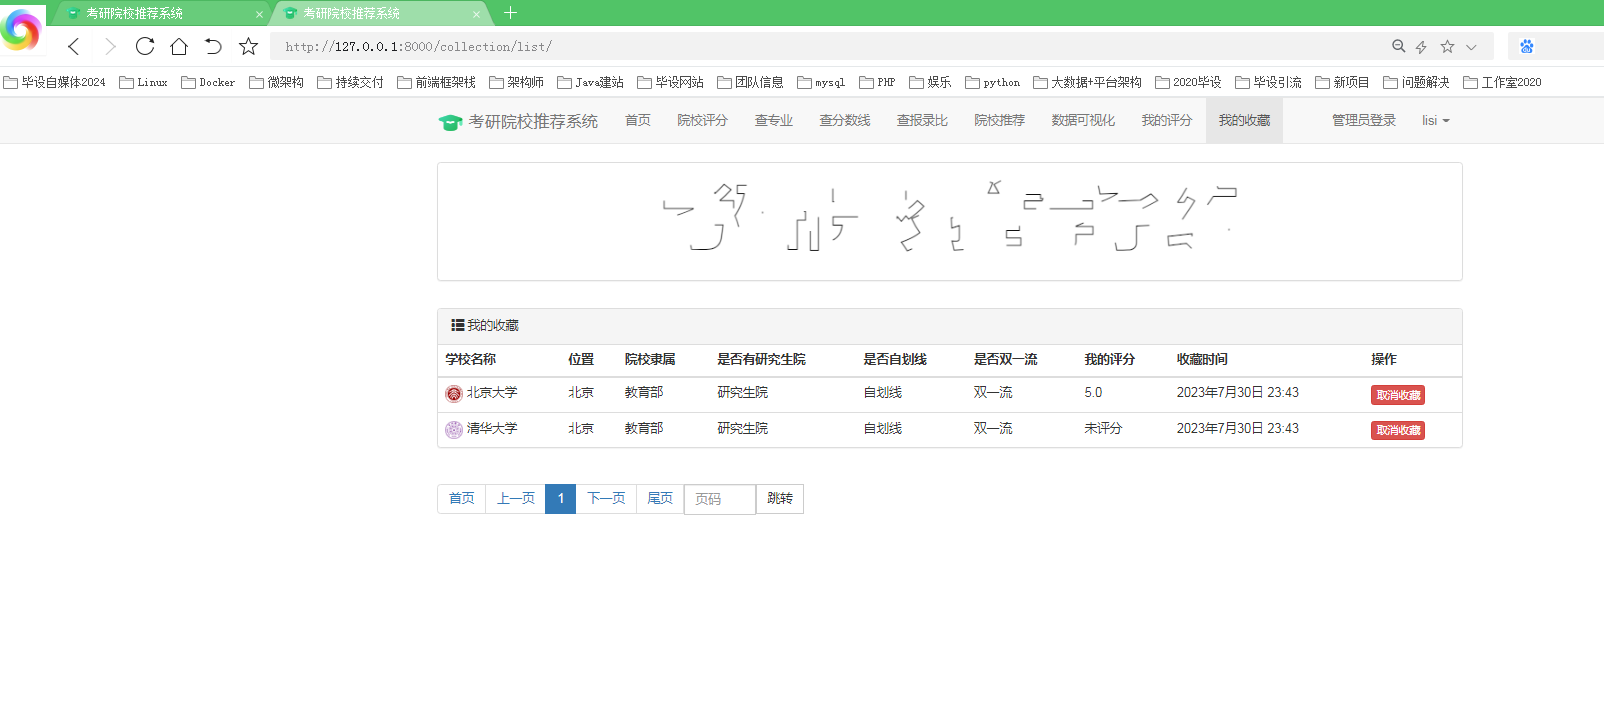 考研院校推荐系统 考研院校推荐系统
http://127.0.0.1:8000/collection/list/
毕设自媒体2024 Linux Docker 微架构 持续交付 前端框架栈 架构师 Java建站 毕设网站 团队信息 mysql PHP 娱乐 python 大数据+平台架构 2020毕设 毕设引流 新项目 问题解决 工作室2020
考研院校推荐系统 首页 院校评分 查专业 查分数线 查报录比 院校推荐 数据可视化 我的评分 我的收藏 管理员登录 lisi
我的收藏
学校名称 位置 院校隶属 是否有研究生院 是否自划线 是否双一流 我的评分 收藏时间 操作
北京大学 北京 教育部 研究生院 自划线 双一流 5.0 2023年7月30日 23:43 取消收藏
清华大学 北京 教育部 研究生院 自划线 双一流 未评分 2023年7月30日 23:43 取消收藏
首页 上一页 1 下一页 尾页 页码 跳转